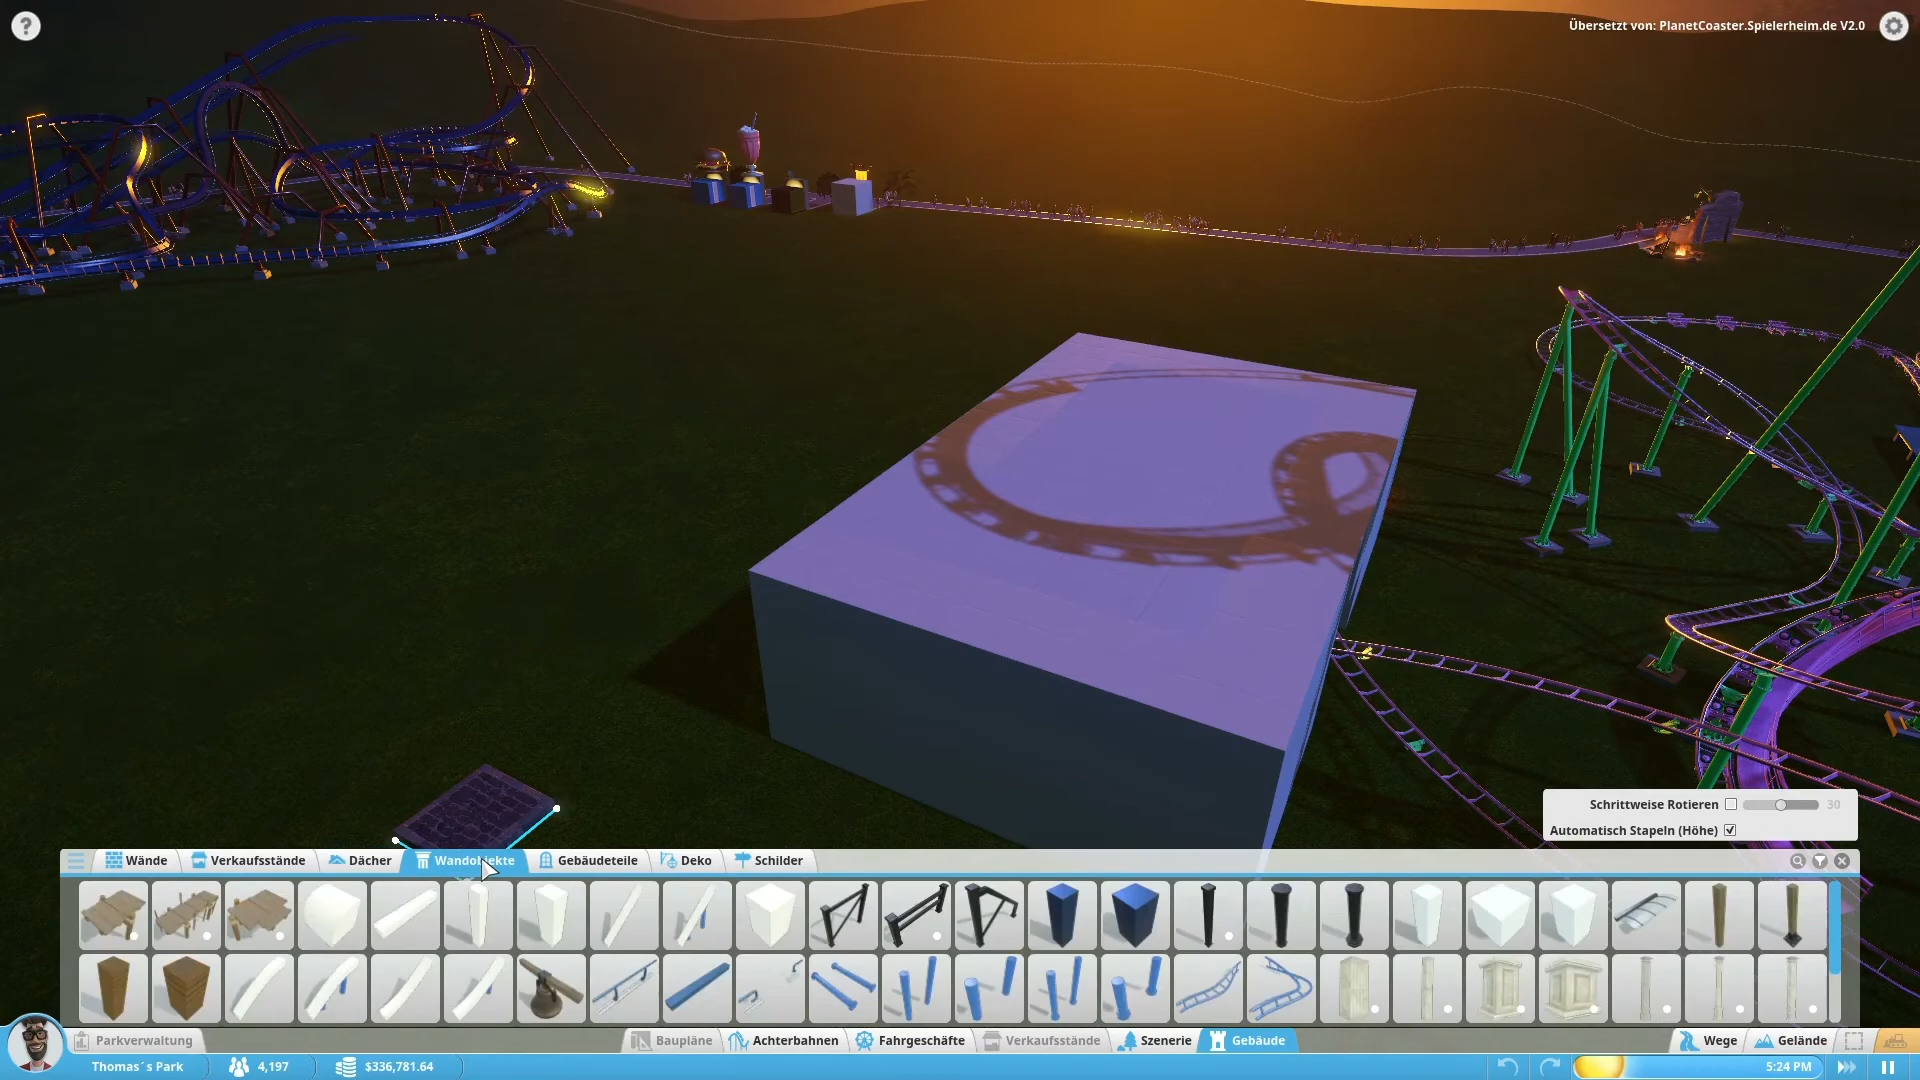 ?
Übersetzt von: PlanetCoaster.Spielerheim.de V2.0
Schrittweise Rotieren 30
Automatisch Stapeln (Höhe)
Wände Verkaufsstände Dächer Wandobjekte Gebäudeteile Deko Schilder
Parkverwaltung Baupläne Achterbahnen Fahrgeschäfte Verkaufsstände Szenerie Gebäude Wege Gelände
Thomas´s Park 4,197 $336,781.64 5:24 PM